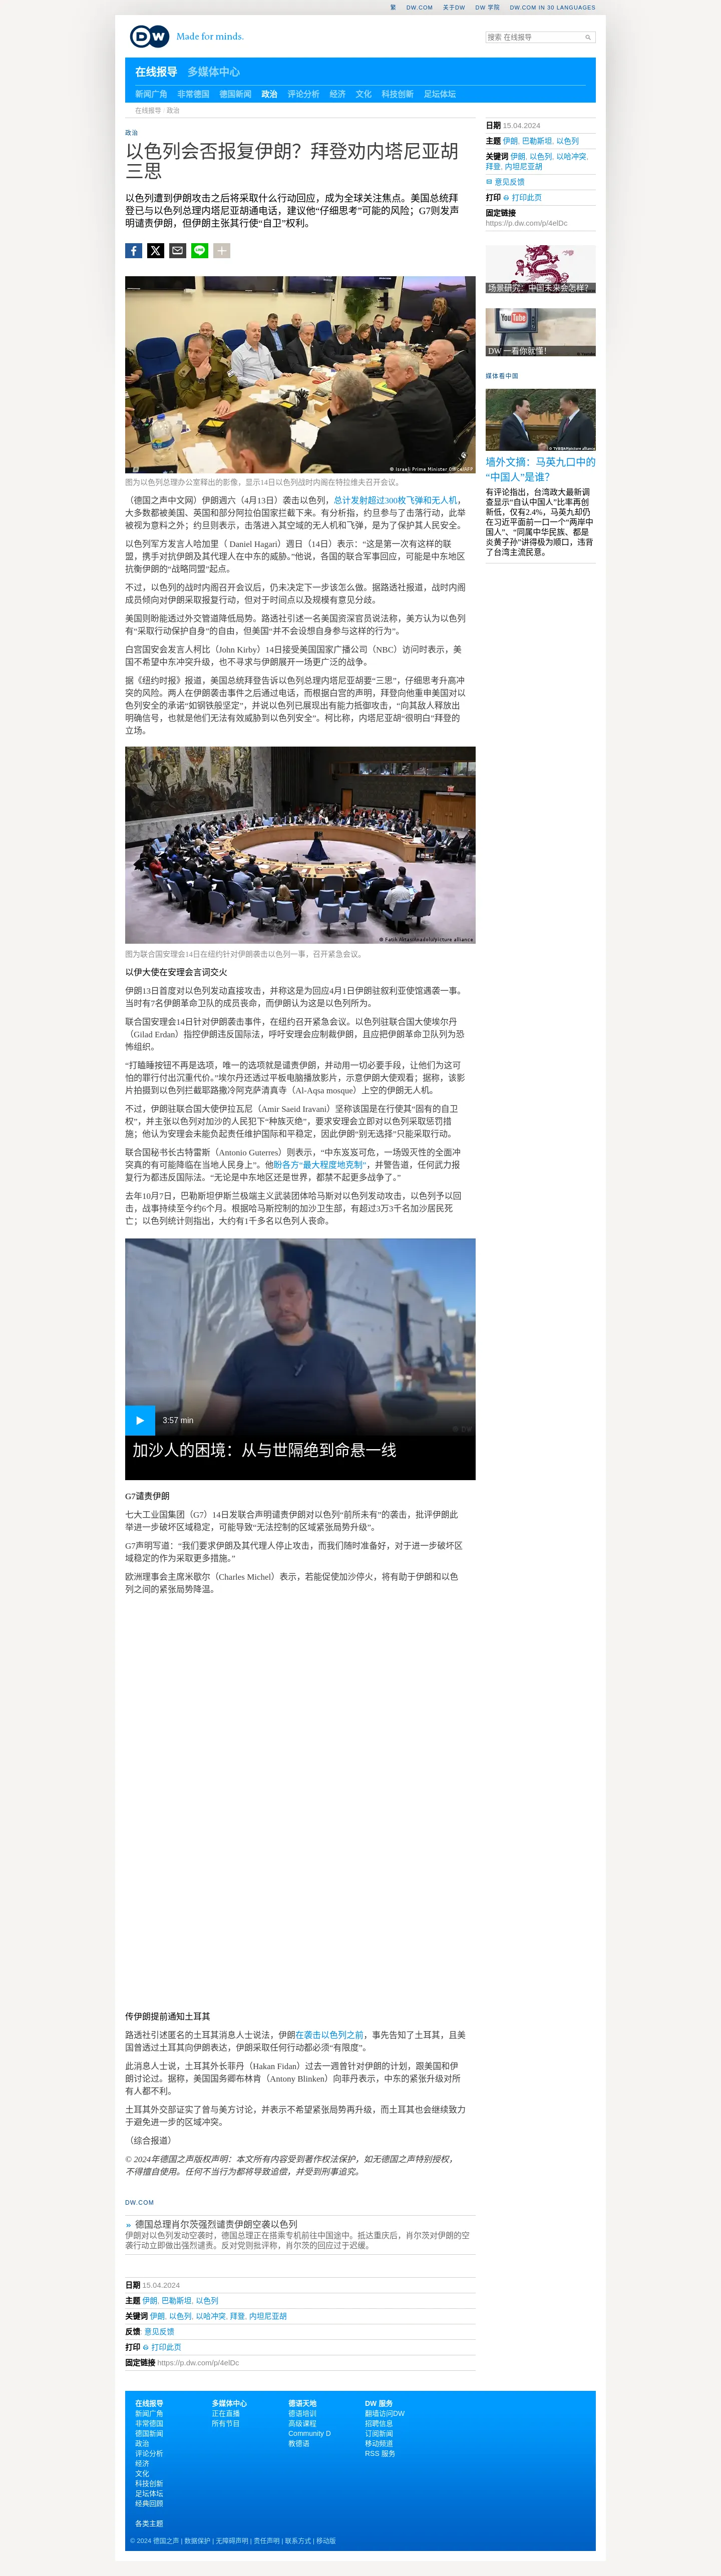 繁 DW.COM 关于DW DW 学院 DW.COM IN 30 LANGUAGES
DW Made for minds.
搜索 在线报导
在线报导 多媒体中心
新闻广角 非常德国 德国新闻 政治 评论分析 经济 文化 科技创新 足坛体坛
在线报导 / 政治
政治
以色列会否报复伊朗？拜登劝内塔尼亚胡
三思
以色列遭到伊朗攻击之后将采取什么行动回应，成为全球关注焦点。美国总统拜
登已与以色列总理内塔尼亚胡通电话，建议他“仔细思考”可能的风险；G7则发声
明谴责伊朗，但伊朗主张其行使“自卫”权利。
© Israeli Prime Minister Office/AFP
图为以色列总理办公室释出的影像，显示14日以色列战时内阁在特拉维夫召开会议。
（德国之声中文网）伊朗週六（4月13日）袭击以色列，总计发射超过300枚飞弹和无人机，
大多数都被美国、英国和部分阿拉伯国家拦截下来。有分析指，约旦参与了击落行动，此举
被视为意料之外；约旦则表示，击落进入其空域的无人机和飞弹，是为了保护其人民安全。
以色列军方发言人哈加里（ Daniel Hagari）週日（14日）表示：“这是第一次有这样的联
盟，携手对抗伊朗及其代理人在中东的威胁。”他说，各国的联合军事回应，可能是中东地区
抗衡伊朗的“战略同盟”起点。
不过，以色列的战时内阁召开会议后，仍未决定下一步该怎么做。据路透社报道，战时内阁
成员倾向对伊朗采取报复行动，但对于时间点以及规模有意见分歧。
美国则盼能透过外交管道降低局势。路透社引述一名美国资深官员说法称，美方认为以色列
有“采取行动保护自身”的自由，但美国“并不会设想自身参与这样的行为”。
白宫国安会发言人柯比（John Kirby）14日接受美国国家广播公司（NBC）访问时表示，美
国不希望中东冲突升级，也不寻求与伊朗展开一场更广泛的战争。
据《纽约时报》报道，美国总统拜登告诉以色列总理内塔尼亚胡要“三思”，仔细思考升高冲
突的风险。两人在伊朗袭击事件之后通过电话，而根据白宫的声明，拜登向他重申美国对以
色列安全的承诺“如钢铁般坚定”，并说以色列已展现出有能力抵御攻击，“向其敌人释放出
明确信号，也就是他们无法有效威胁到以色列安全”。柯比称，内塔尼亚胡“很明白”拜登的
立场。
© Fatih Aktas/Anadolu/picture alliance
图为联合国安理会14日在纽约针对伊朗袭击以色列一事，召开紧急会议。
以伊大使在安理会言词交火
伊朗13日首度对以色列发动直接攻击，并称这是为回应4月1日伊朗驻叙利亚使馆遇袭一事。
当时有7名伊朗革命卫队的成员丧命，而伊朗认为这是以色列所为。
联合国安理会14日针对伊朗袭击事件，在纽约召开紧急会议。以色列驻联合国大使埃尔丹
（Gilad Erdan）指控伊朗违反国际法，呼吁安理会应制裁伊朗，且应把伊朗革命卫队列为恐
怖组织。
“打瞌睡按钮不再是选项，唯一的选项就是谴责伊朗，并动用一切必要手段，让他们为这可
怕的罪行付出沉重代价。”埃尔丹还透过平板电脑播放影片，示意伊朗大使观看；据称，该影
片拍摄到以色列拦截耶路撒冷阿克萨清真寺（Al-Aqsa mosque）上空的伊朗无人机。
不过，伊朗驻联合国大使伊拉瓦尼（Amir Saeid Iravani）坚称该国是在行使其“固有的自卫
权”，并主张以色列对加沙的人民犯下“种族灭绝”，要求安理会立即对以色列采取惩罚措
施；他认为安理会未能负起责任维护国际和平稳定，因此伊朗“别无选择”只能采取行动。
联合国秘书长古特雷斯（Antonio Guterres）则表示，“中东岌岌可危，一场毁灭性的全面冲
突真的有可能降临在当地人民身上”。他盼各方“最大程度地克制”，并警告道，任何武力报
复行为都违反国际法。“无论是中东地区还是世界，都禁不起更多战争了。”
去年10月7日，巴勒斯坦伊斯兰极端主义武装团体哈马斯对以色列发动攻击，以色列予以回
击，战事持续至今约6个月。根据哈马斯控制的加沙卫生部，有超过3万3千名加沙居民死
亡；以色列统计则指出，大约有1千多名以色列人丧命。
3:57 min
加沙人的困境：从与世隔绝到命悬一线
G7谴责伊朗
七大工业国集团（G7）14日发联合声明谴责伊朗对以色列“前所未有”的袭击，批评伊朗此
举进一步破坏区域稳定，可能导致“无法控制的区域紧张局势升级”。
G7声明写道：“我们要求伊朗及其代理人停止攻击，而我们随时准备好，对于进一步破坏区
域稳定的作为采取更多措施。”
欧洲理事会主席米歇尔（Charles Michel）表示，若能促使加沙停火，将有助于伊朗和以色
列之间的紧张局势降温。
传伊朗提前通知土耳其
路透社引述匿名的土耳其消息人士说法，伊朗在袭击以色列之前，事先告知了土耳其，且美
国曾透过土耳其向伊朗表达，伊朗采取任何行动都必须“有限度”。
此消息人士说，土耳其外长菲丹（Hakan Fidan）过去一週曾针对伊朗的计划，跟美国和伊
朗讨论过。据称，美国国务卿布林肯（Antony Blinken）向菲丹表示，中东的紧张升级对所
有人都不利。
土耳其外交部证实了曾与美方讨论，并表示不希望紧张局势再升级，而土耳其也会继续致力
于避免进一步的区域冲突。
（综合报道）
© 2024年德国之声版权声明：本文所有内容受到著作权法保护，如无德国之声特别授权，
不得擅自使用。任何不当行为都将导致追偿，并受到刑事追究。
DW.COM
» 德国总理肖尔茨强烈谴责伊朗空袭以色列
伊朗对以色列发动空袭时，德国总理正在搭乘专机前往中国途中。抵达重庆后，肖尔茨对伊朗的空
袭行动立即做出强烈谴责。反对党则批评称，肖尔茨的回应过于迟缓。
日期 15.04.2024
主题 伊朗, 巴勒斯坦, 以色列
关键词 伊朗, 以色列, 以哈冲突, 拜登, 内坦尼亚胡
反馈: 意见反馈
打印 打印此页
固定链接 https://p.dw.com/p/4elDc
日期 15.04.2024
主题 伊朗, 巴勒斯坦, 以色列
关键词 伊朗, 以色列, 以哈冲突,
拜登, 内坦尼亚胡
意见反馈
打印 打印此页
固定链接
https://p.dw.com/p/4elDc
场景研究：中国未来会怎样？
YouTube
DW 一看你就懂！
媒体看中国
墙外文摘：马英九口中的
“中国人”是谁？
有评论指出，台湾政大最新调
查显示“自认中国人”比率再创
新低，仅有2.4%，马英九却仍
在习近平面前一口一个“两岸中
国人”、“同属中华民族、都是
炎黄子孙”讲得极为顺口，违背
了台湾主流民意。
在线报导
新闻广角
非常德国
德国新闻
政治
评论分析
经济
文化
科技创新
足坛体坛
经典回顾
各类主题
多媒体中心
正在直播
所有节目
德语天地
德语培训
高级课程
Community D
教德语
DW 服务
翻墙访问DW
招聘信息
订阅新闻
移动频道
RSS 服务
© 2024 德国之声 | 数据保护 | 无障碍声明 | 责任声明 | 联系方式 | 移动版